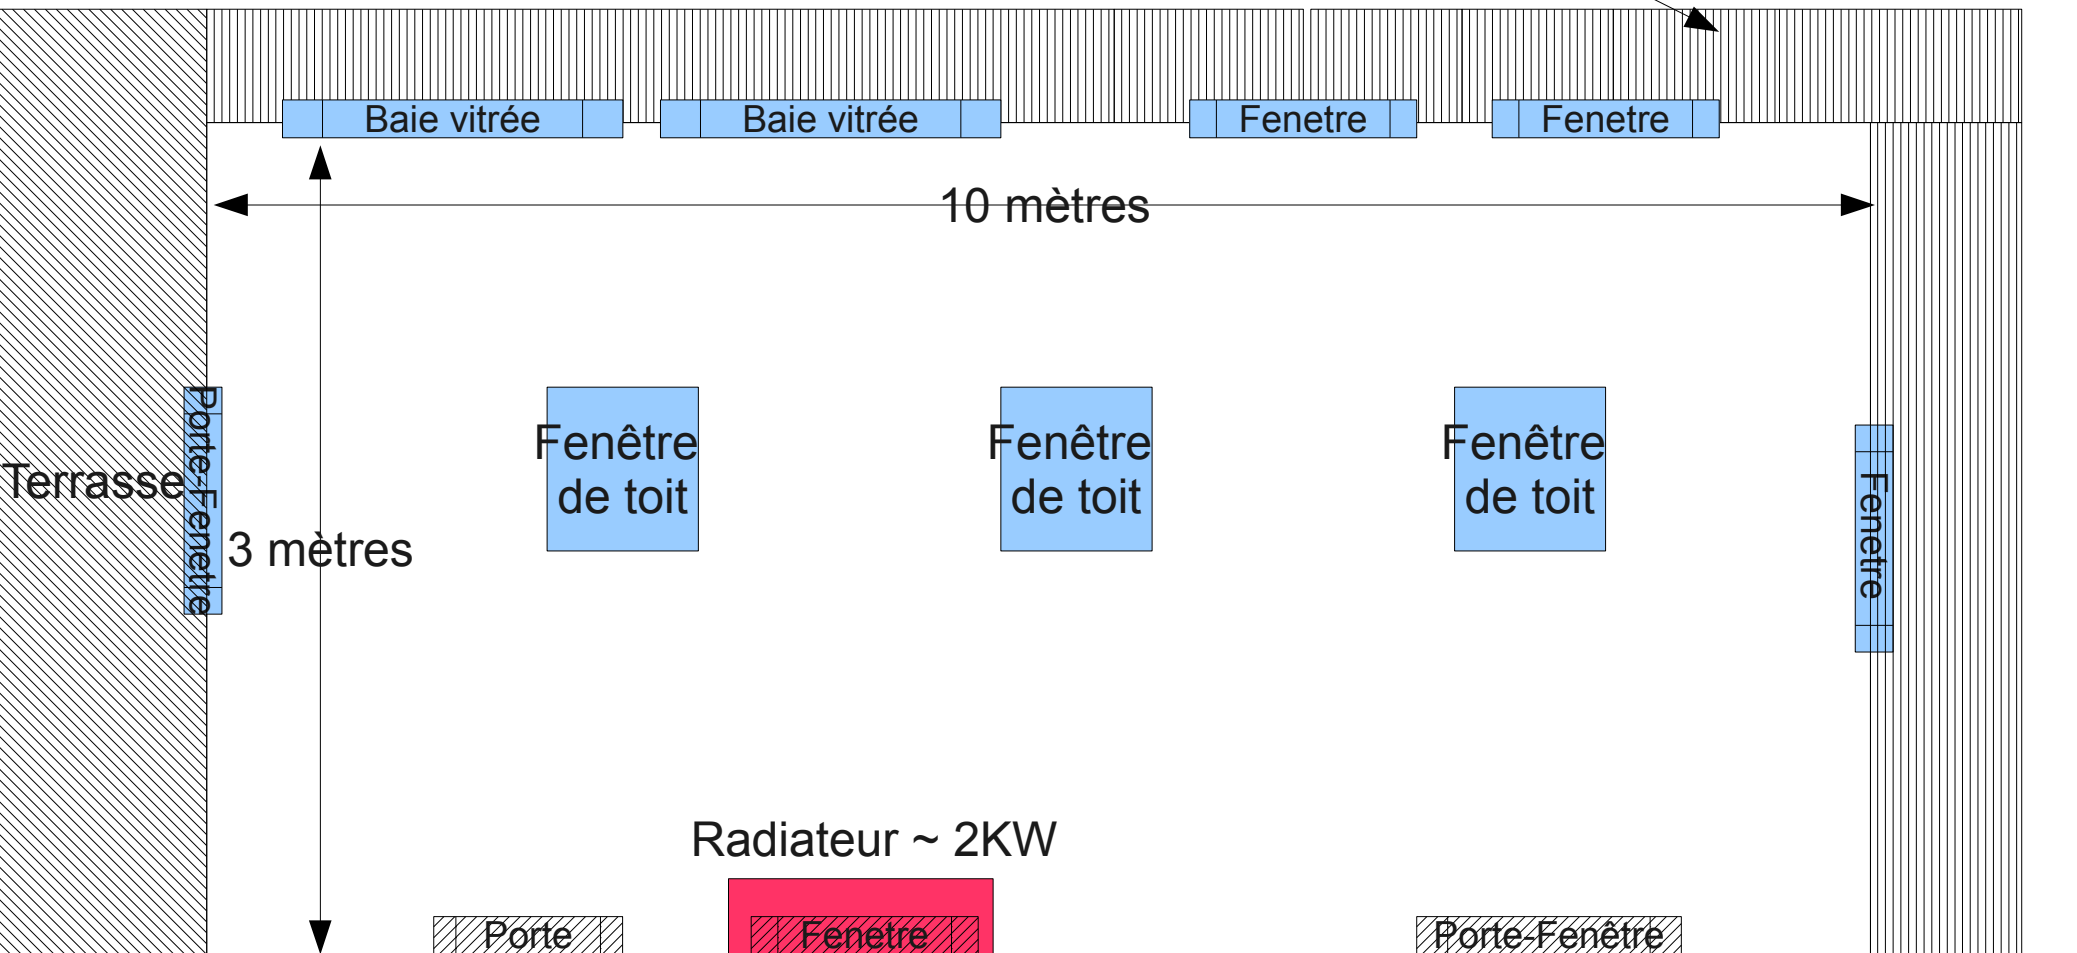 Baie vitrée
Baie vitrée
Fenetre
Fenetre
10 mètres
Porte-Fenetre
Fenêtre
de toit
Fenêtre
de toit
Fenêtre
de toit
Fenetre
Terrasse
3 mètres
Radiateur ~ 2KW
Porte
Fenetre
Porte-Fenêtre